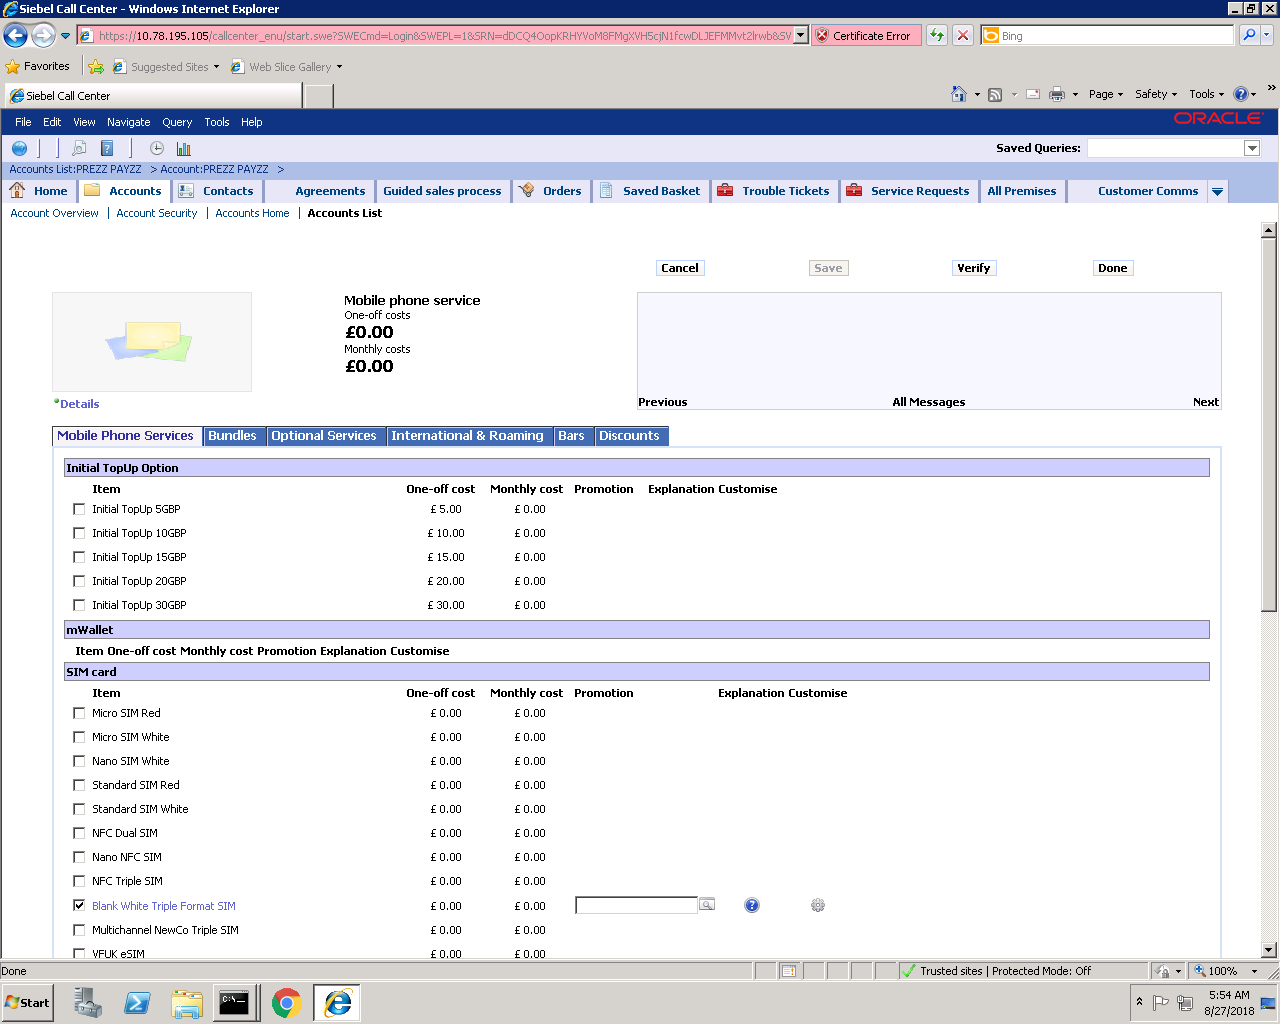 Siebel Call Center - Windows Internet Explorer
https://10.78.195.105/callcenter_enu/start.swe?SWECmd=Login&SWEPL=1&SRN=dDCQ4OopKRHYVoM8FMgXVH5cjN1fcwDLJEFMMvt2lrwb&SW
Certificate Error
Bing
Favorites
Suggested Sites
Web Slice Gallery
Siebel Call Center
Page
Safety
Tools
File Edit View Navigate Query Tools Help
ORACLE
Saved Queries:
Accounts List:PREZZ PAYZZ > Account:PREZZ PAYZZ >
Home Accounts Contacts Agreements Guided sales process Orders Saved Basket Trouble Tickets Service Requests All Premises Customer Comms
Account Overview | Account Security | Accounts Home | Accounts List
Cancel Save Verify Done
Mobile phone service
One-off costs
£0.00
Monthly costs
£0.00
Details
Previous All Messages Next
Mobile Phone Services Bundles Optional Services International & Roaming Bars Discounts
Initial TopUp Option
Item One-off cost Monthly cost Promotion Explanation Customise
Initial TopUp 5GBP £ 5.00 £ 0.00
Initial TopUp 10GBP £ 10.00 £ 0.00
Initial TopUp 15GBP £ 15.00 £ 0.00
Initial TopUp 20GBP £ 20.00 £ 0.00
Initial TopUp 30GBP £ 30.00 £ 0.00
mWallet
Item One-off cost Monthly cost Promotion Explanation Customise
SIM card
Item One-off cost Monthly cost Promotion Explanation Customise
Micro SIM Red £ 0.00 £ 0.00
Micro SIM White £ 0.00 £ 0.00
Nano SIM White £ 0.00 £ 0.00
Standard SIM Red £ 0.00 £ 0.00
Standard SIM White £ 0.00 £ 0.00
NFC Dual SIM £ 0.00 £ 0.00
Nano NFC SIM £ 0.00 £ 0.00
NFC Triple SIM £ 0.00 £ 0.00
Blank White Triple Format SIM £ 0.00 £ 0.00
Multichannel NewCo Triple SIM £ 0.00 £ 0.00
VFUK eSIM £ 0.00 £ 0.00
Done
Trusted sites | Protected Mode: Off
100%
Start
5:54 AM
8/27/2018